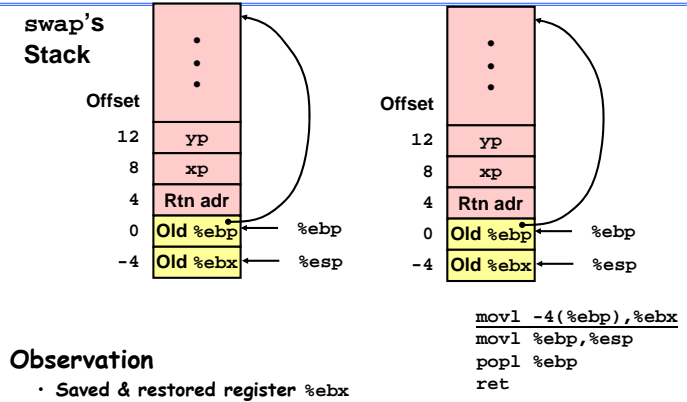 swap's
Stack
Offset
12 yp
8 xp
4 Rtn adr
0 Old %ebp %ebp
-4 Old %ebx %esp
Offset
12 yp
8 xp
4 Rtn adr
0 Old %ebp %ebp
-4 Old %ebx %esp
movl -4(%ebp),%ebx
movl %ebp,%esp
popl %ebp
ret
Observation
• Saved & restored register %ebx